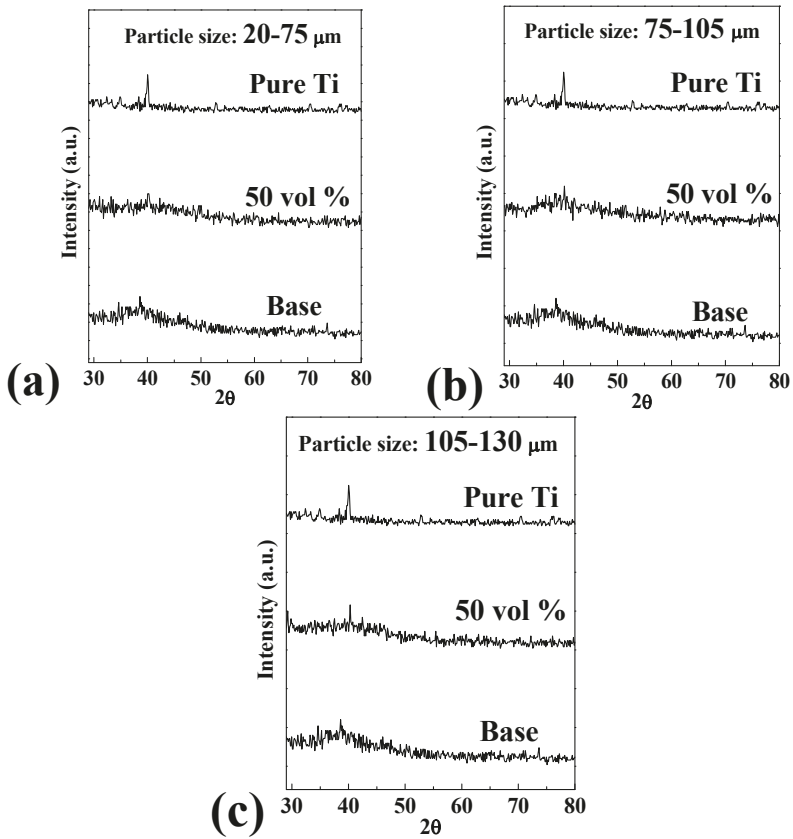 Particle size: 20-75 μm
Pure Ti
50 vol %
Base
Intensity (a.u.)
30 40 50 60 70 80
2θ
(a)
Particle size: 75-105 μm
Pure Ti
50 vol %
Base
Intensity (a.u.)
30 40 50 60 70 80
2θ
(b)
Particle size: 105-130 μm
Pure Ti
50 vol %
Base
Intensity (a.u.)
30 40 50 60 70 80
2θ
(c)